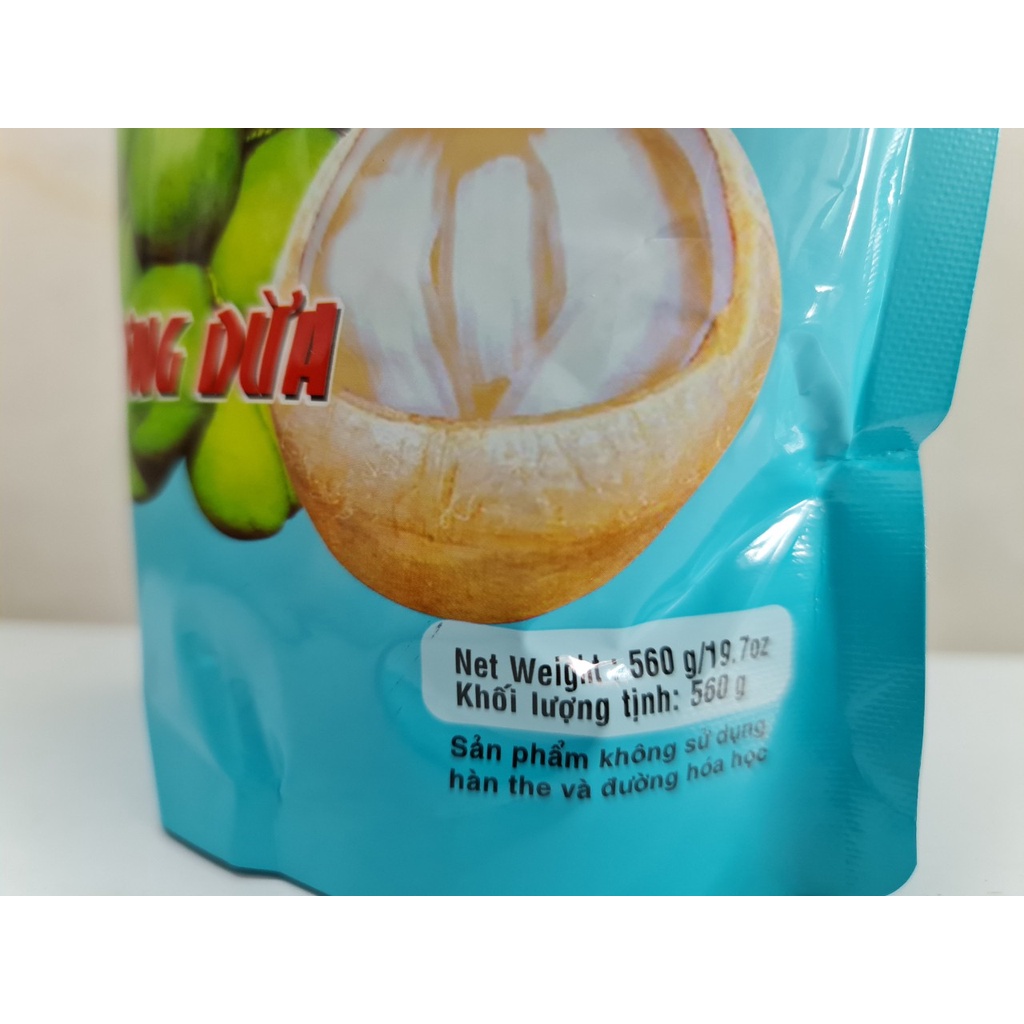 DỪA
Net Weight : 560 g/19.7oz
Khối lượng tịnh: 560 g
Sản phẩm không sử dụng
hàn the và đường hóa học